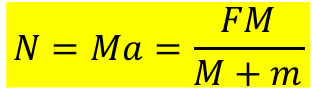 N = Ma = FM / (M + m)